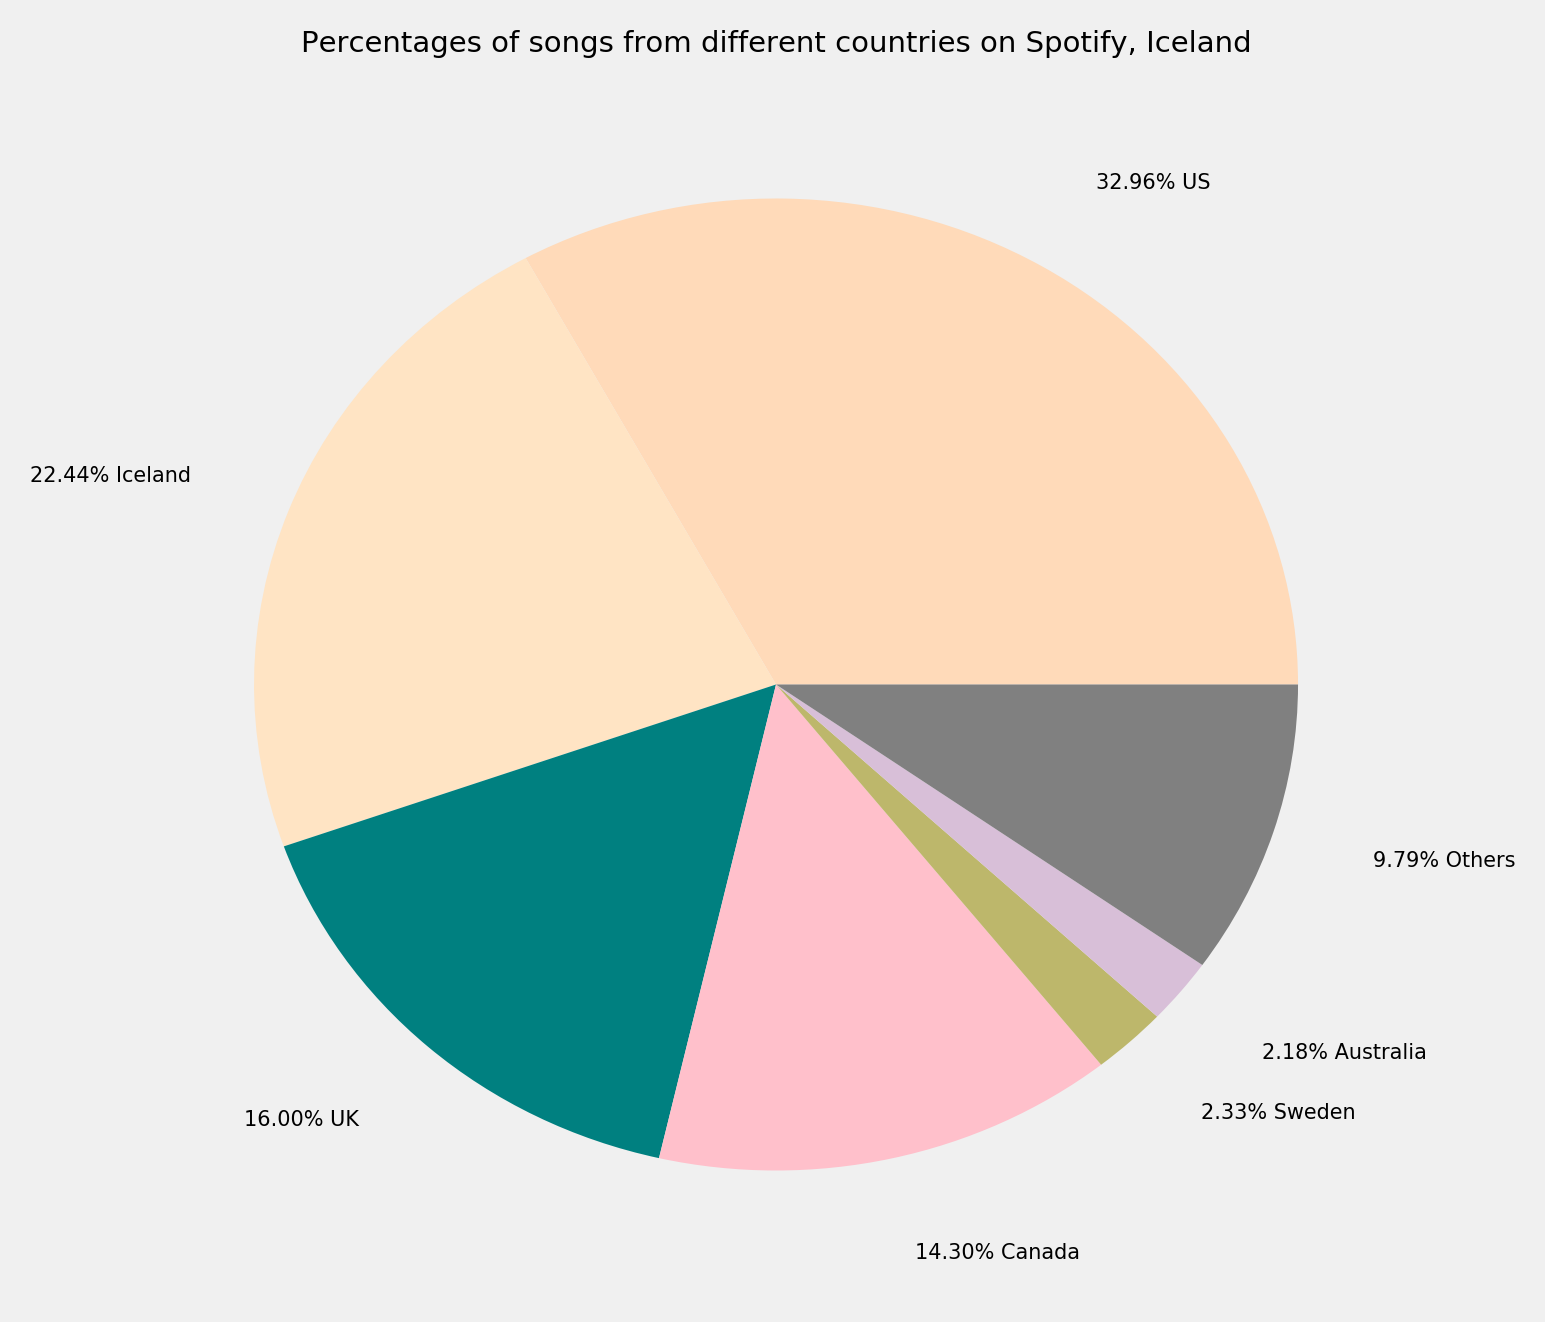 Percentages of songs from different countries on Spotify, Iceland
32.96% US
22.44% Iceland
9.79% Others
2.18% Australia
2.33% Sweden
16.00% UK
14.30% Canada